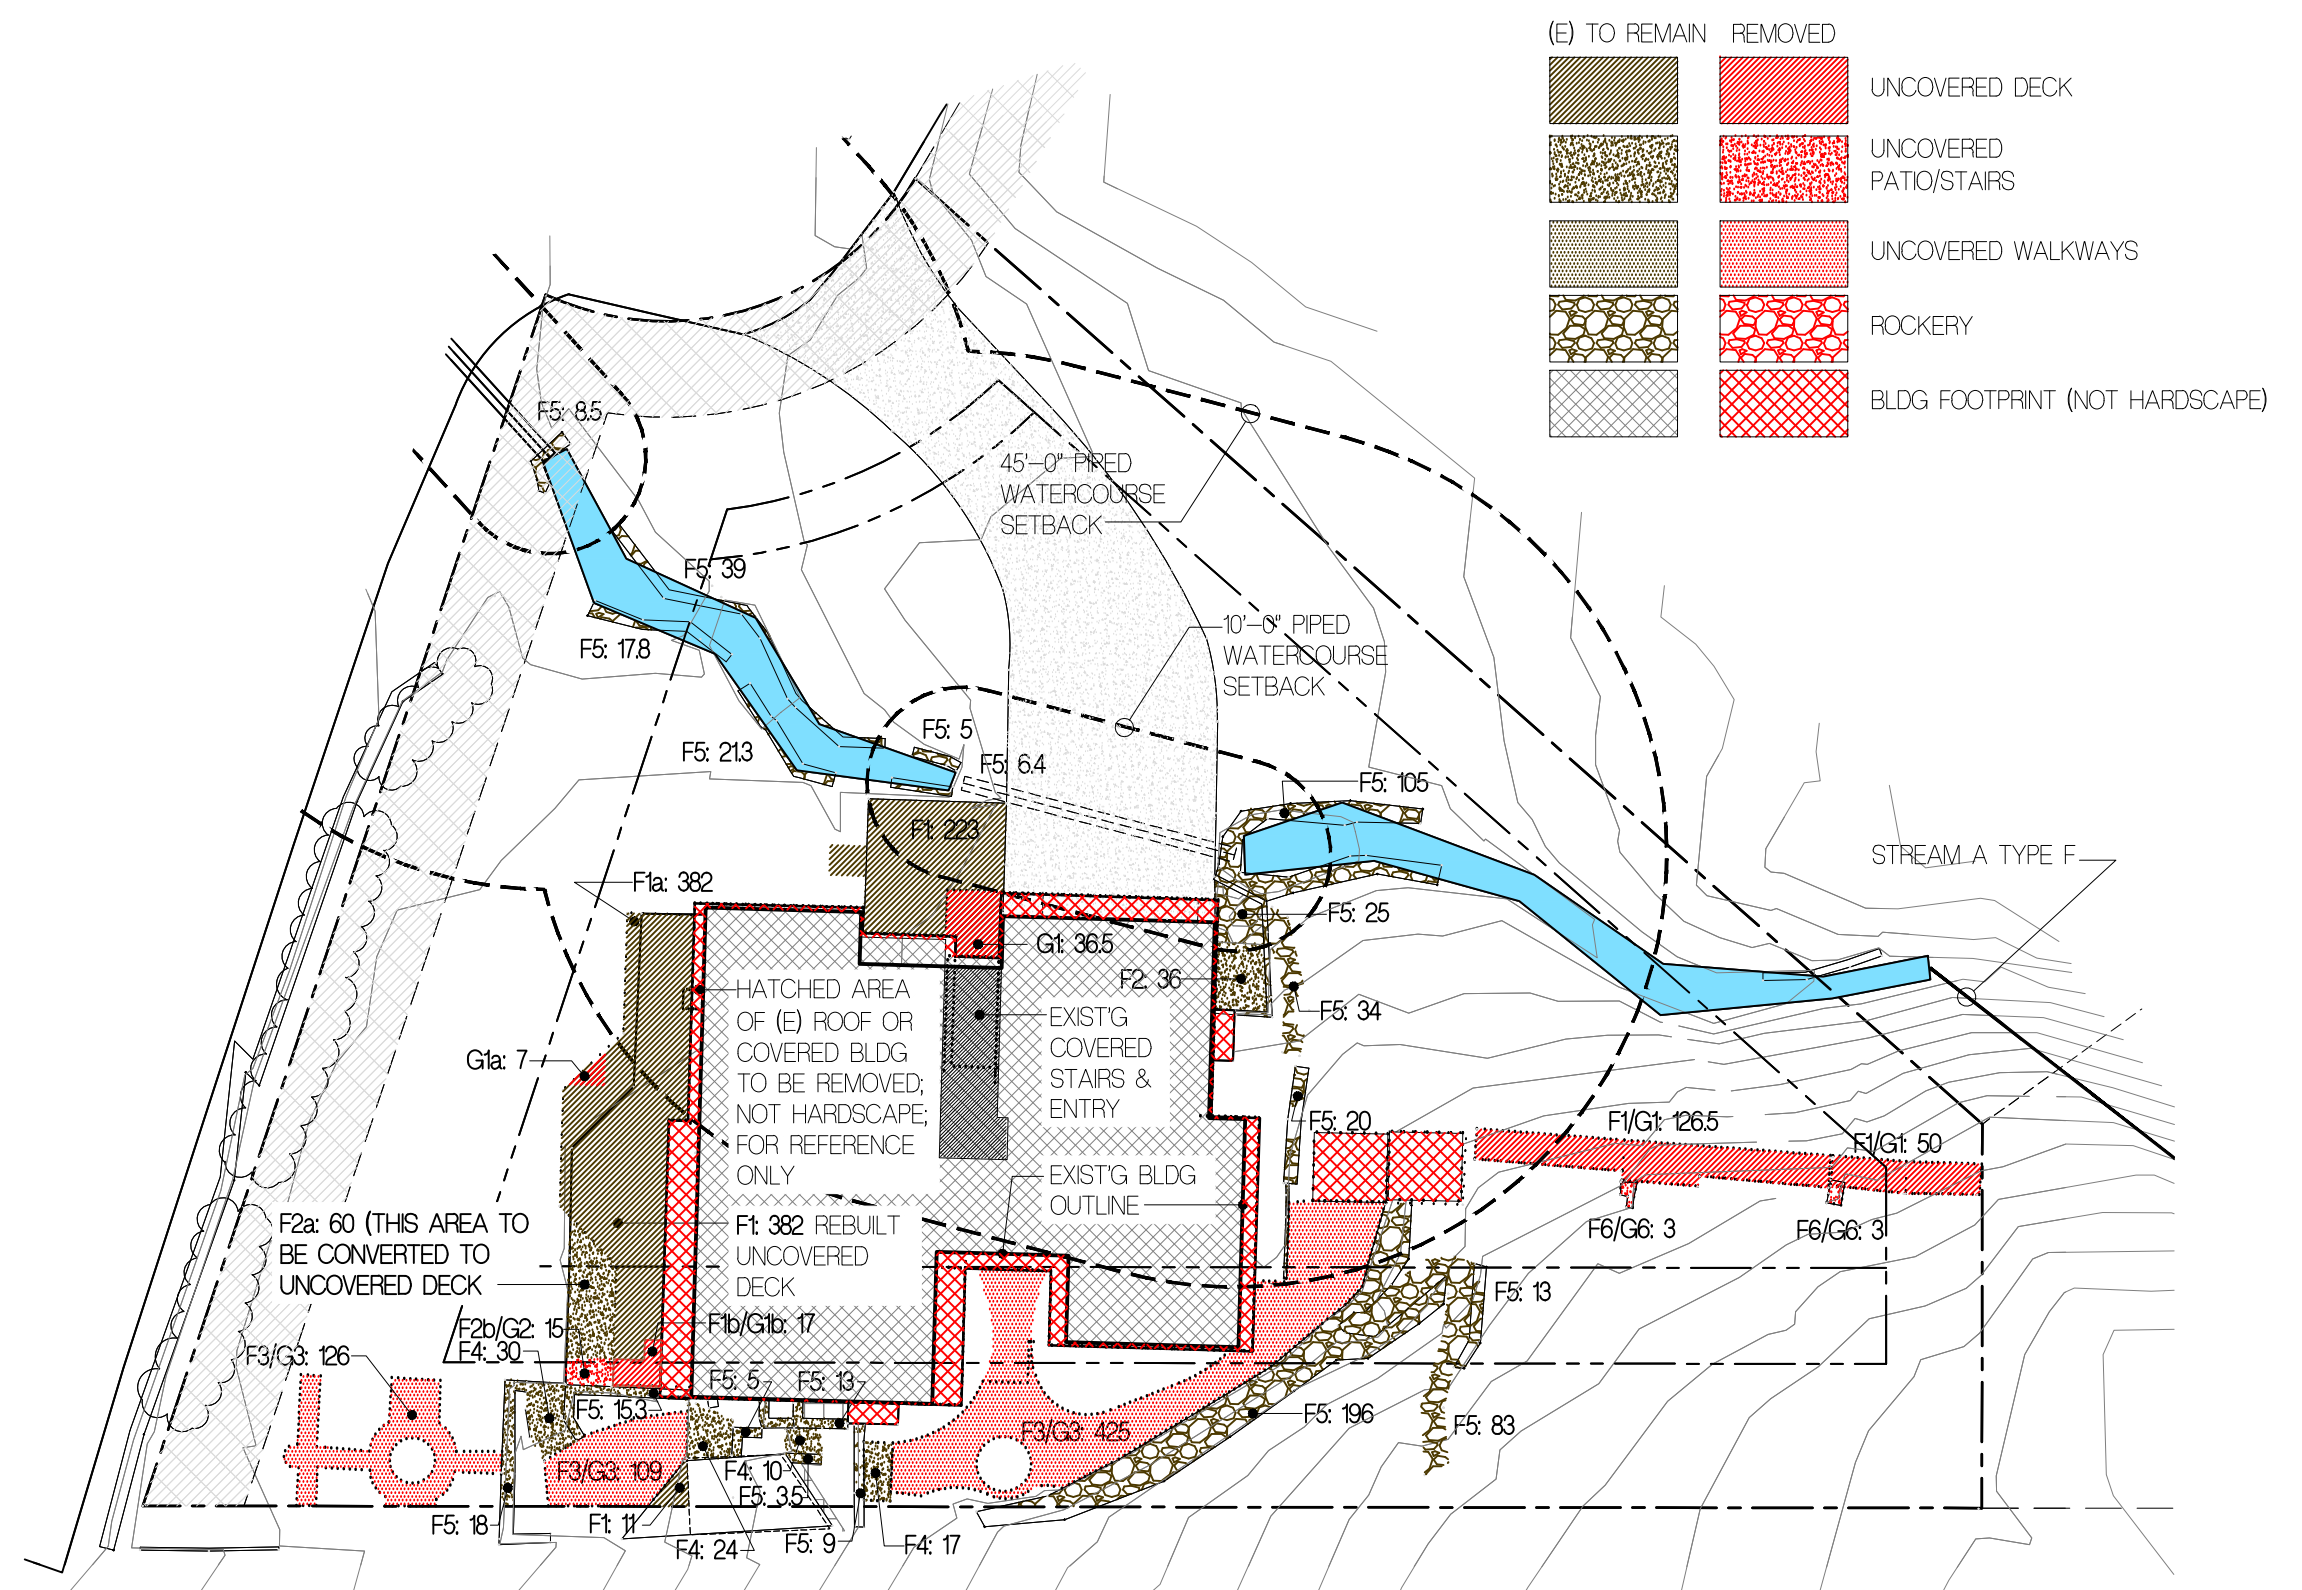 (E) TO REMAIN REMOVED
UNCOVERED DECK
UNCOVERED
PATIO/STAIRS
UNCOVERED WALKWAYS
ROCKERY
BLDG FOOTPRINT (NOT HARDSCAPE)
F5: 8.5
45'-0" PIPED
WATERCOURSE
SETBACK
F5: 39
F5: 17.8
10'-0" PIPED
WATERCOURSE
SETBACK
F5: 21.3
F5: 5
F5: 6.4
F5: 105
F1: 223
STREAM A TYPE F
F1a: 382
F5: 25
G1: 36.5
F2: 36
F5: 34
HATCHED AREA
OF (E) ROOF OR
COVERED BLDG
TO BE REMOVED;
NOT HARDSCAPE;
FOR REFERENCE
ONLY
EXIST'G
COVERED
STAIRS &
ENTRY
G1a: 7
F5: 20
F1/G1: 126.5
F1/G1: 50
EXIST'G BLDG
OUTLINE
F2a: 60 (THIS AREA TO
BE CONVERTED TO
UNCOVERED DECK
F1: 382 REBUILT
UNCOVERED
DECK
F6/G6: 3
F6/G6: 3
F5: 13
F2b/G2: 15
F1b/G1b: 17
F4: 30
F3/G3: 126
F5: 5
F5: 13
F5: 15.3
F5: 196
F5: 83
F3/G3: 425
F3/G3: 109
F4: 10
F5: 3.5
F5: 18
F1: 11
F4: 24
F5: 9
F4: 17